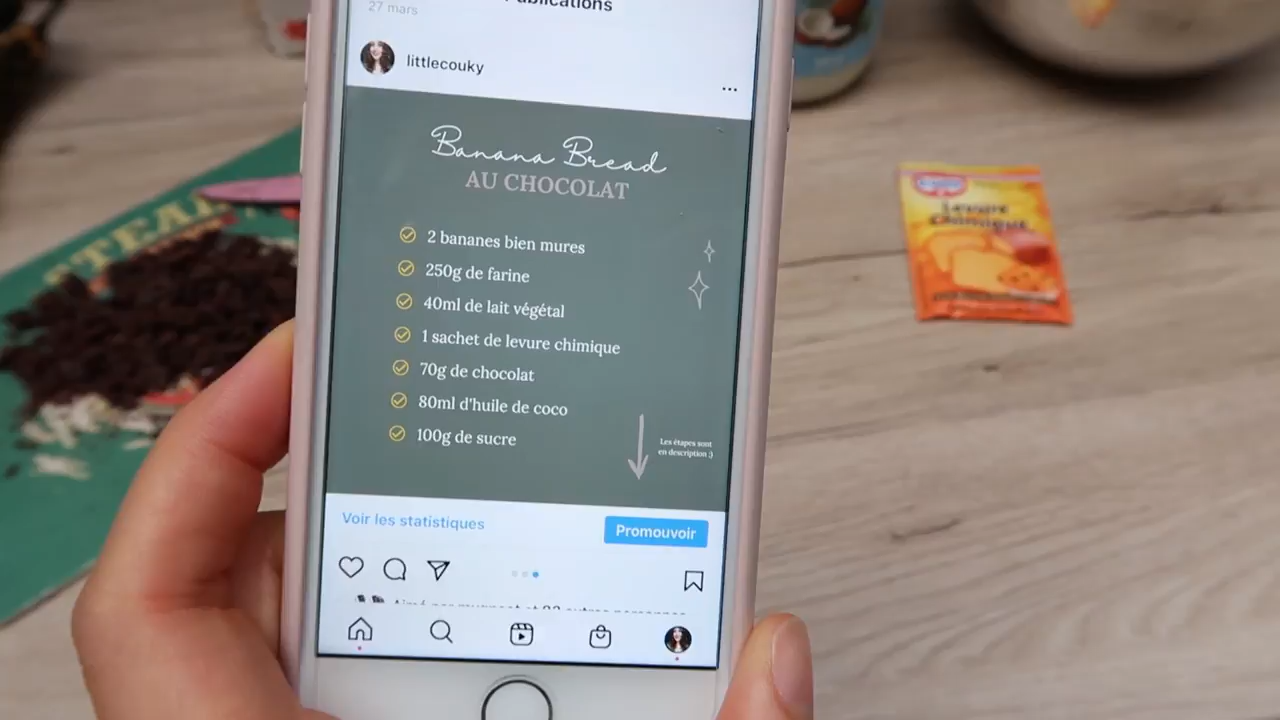 27 mars
Publications
littlecouky
Banana Bread
AU CHOCOLAT
2 bananes bien mures
250g de farine
40ml de lait végétal
1 sachet de levure chimique
70g de chocolat
80ml d'huile de coco
100g de sucre
Les étapes sont
en description :)
Voir les statistiques
Promouvoir
STEAK
Levure
Chimique